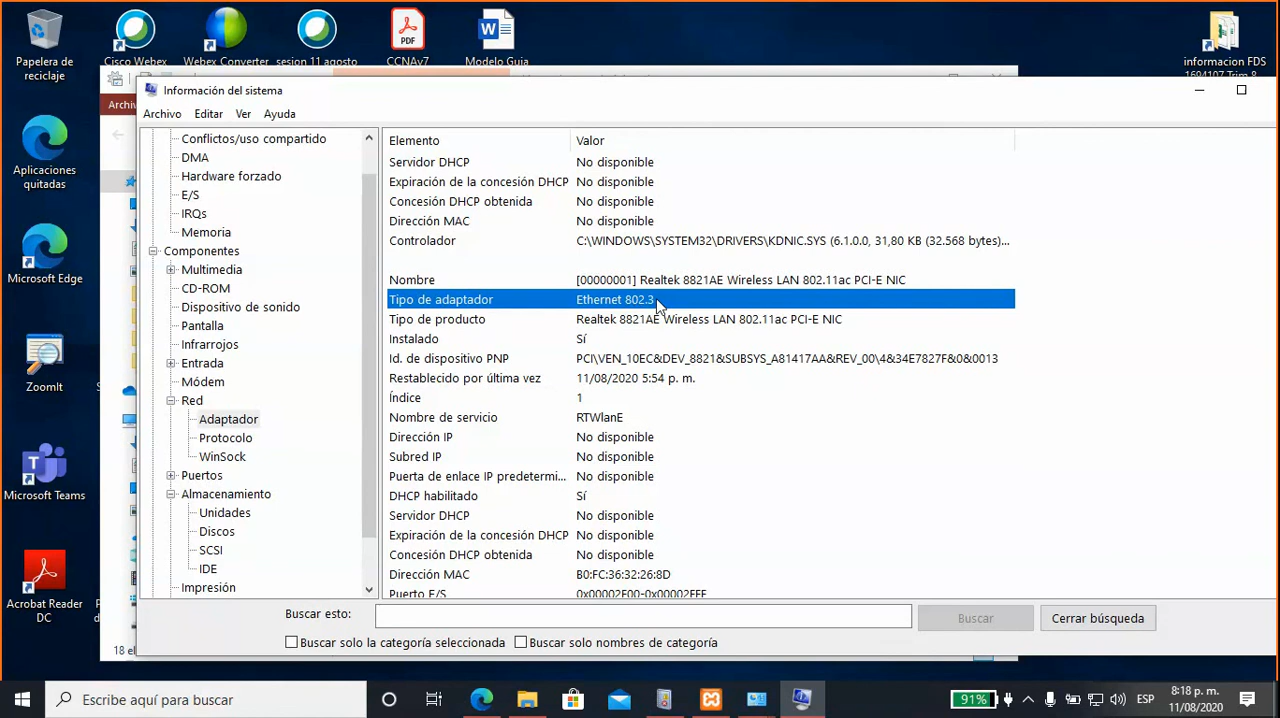 Papelera de
reciclaje
Cisco Webex
Webex Converter
sesion 11 agosto
CCNAv7
Modelo Guia
informacion FDS
1694107 Trim 8
PDF
Aplicaciones
quitadas
Microsoft Edge
ZoomIt
Microsoft Teams
Acrobat Reader
DC
Archiv
18 el
Información del sistema
Archivo Editar Ver Ayuda
Conflictos/uso compartido
DMA
Hardware forzado
E/S
IRQs
Memoria
Componentes
Multimedia
CD-ROM
Dispositivo de sonido
Pantalla
Infrarrojos
Entrada
Módem
Red
Adaptador
Protocolo
WinSock
Puertos
Almacenamiento
Unidades
Discos
SCSI
IDE
Impresión
Elemento Valor
Servidor DHCP No disponible
Expiración de la concesión DHCP No disponible
Concesión DHCP obtenida No disponible
Dirección MAC No disponible
Controlador C:\WINDOWS\SYSTEM32\DRIVERS\KDNIC.SYS (6.1.0.0, 31,80 KB (32.568 bytes)...
Nombre [00000001] Realtek 8821AE Wireless LAN 802.11ac PCI-E NIC
Tipo de adaptador Ethernet 802.3
Tipo de producto Realtek 8821AE Wireless LAN 802.11ac PCI-E NIC
Instalado Sí
Id. de dispositivo PNP PCI\VEN_10EC&DEV_8821&SUBSYS_A81417AA&REV_00\4&34E7827F&0&0013
Restablecido por última vez 11/08/2020 5:54 p. m.
Índice 1
Nombre de servicio RTWlanE
Dirección IP No disponible
Subred IP No disponible
Puerta de enlace IP predetermi... No disponible
DHCP habilitado Sí
Servidor DHCP No disponible
Expiración de la concesión DHCP No disponible
Concesión DHCP obtenida No disponible
Dirección MAC B0:FC:36:32:26:8D
Puerto E/S 0x00002F00-0x00002FFF
Buscar esto: Buscar Cerrar búsqueda
Buscar solo la categoría seleccionada Buscar solo nombres de categoría
Escribe aquí para buscar
91%
ESP
8:18 p. m.
11/08/2020